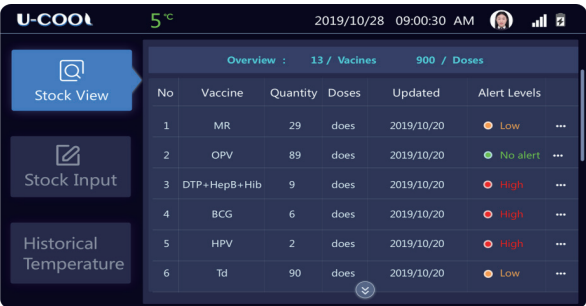 U-COOL 5°C 2019/10/28 09:00:30 AM
Overview : 13 / Vacines 900 / Doses
Stock View
No Vaccine Quantity Doses Updated Alert Levels
1 MR 29 does 2019/10/20 Low ...
2 OPV 89 does 2019/10/20 No alert ...
Stock Input
3 DTP+HepB+Hib 9 does 2019/10/20 High ...
4 BCG 6 does 2019/10/20 High ...
Historical
Temperature
5 HPV 2 does 2019/10/20 High ...
6 Td 90 does 2019/10/20 Low ...